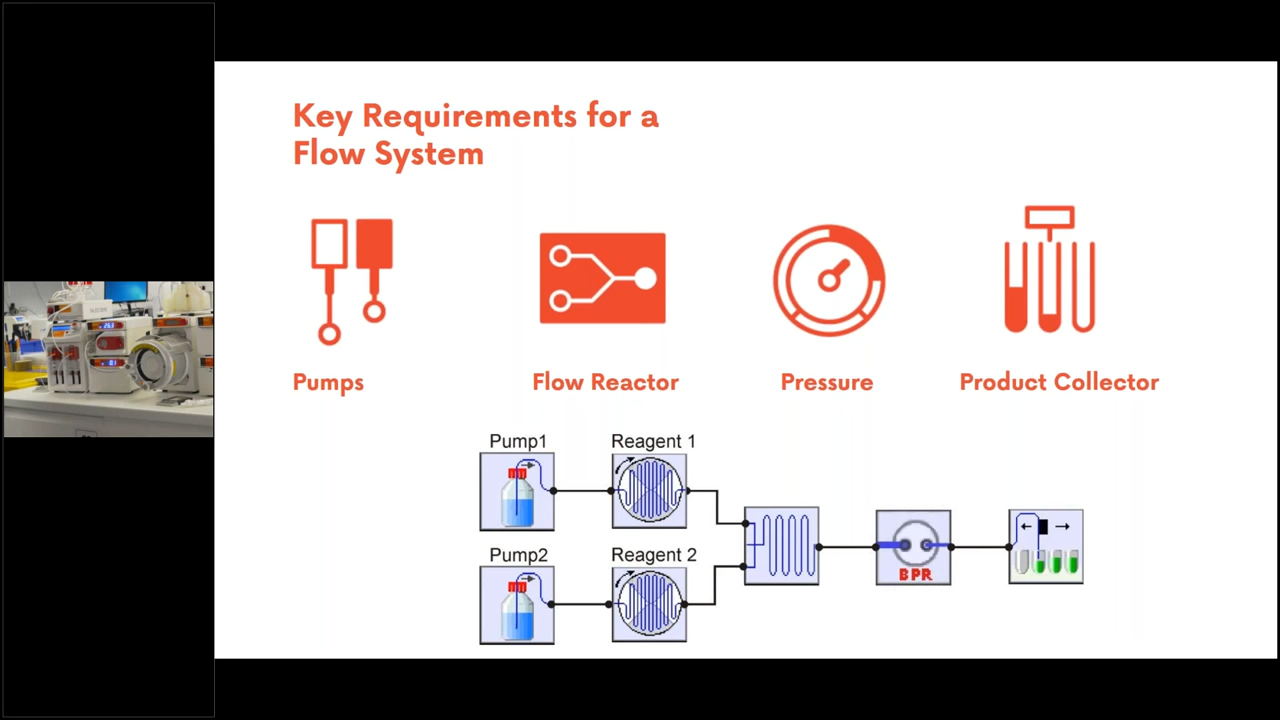 Key Requirements for a
Flow System
Pumps
Flow Reactor
Pressure
Product Collector
Pump1
Reagent 1
Pump2
Reagent 2
BPR